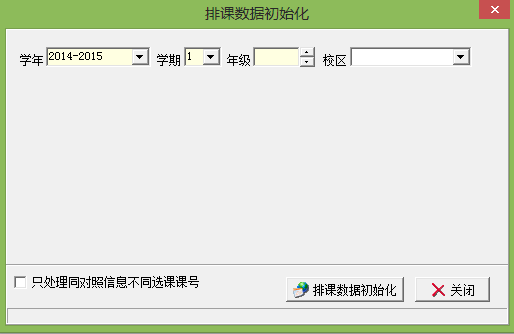 排课数据初始化
学年 2014-2015 学期 1 年级 校区
只处理同对照信息不同选课课号
排课数据初始化 关闭